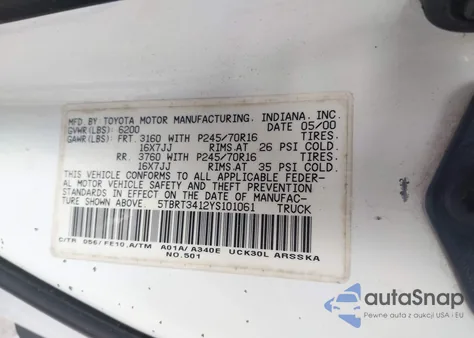 MFD. BY TOYOTA MOTOR MANUFACTURING, INDIANA, INC.
GVWR(LBS) 6200 DATE 05/00
GAWR(LBS) FRT. 3160 WITH P245/70R16 TIRES.
16X7JJ RIMS. AT 26 PSI COLD.
RR. 3760 WITH P245/70R16 TIRES.
16X7JJ RIMS. AT 35 PSI COLD.
THIS VEHICLE CONFORMS TO ALL APPLICABLE FEDER-
AL MOTOR VEHICLE SAFETY AND THEFT PREVENTION
STANDARDS IN EFFECT ON THE DATE OF MANUFAC-
TURE SHOWN ABOVE. 5TBRT3412YS101061 TRUCK
C/TR 056/FE10,A/TM A01A/A340E UCK30L ARSSKA
NO.501
autoSnap
Pewne auta z aukcji USA i EU